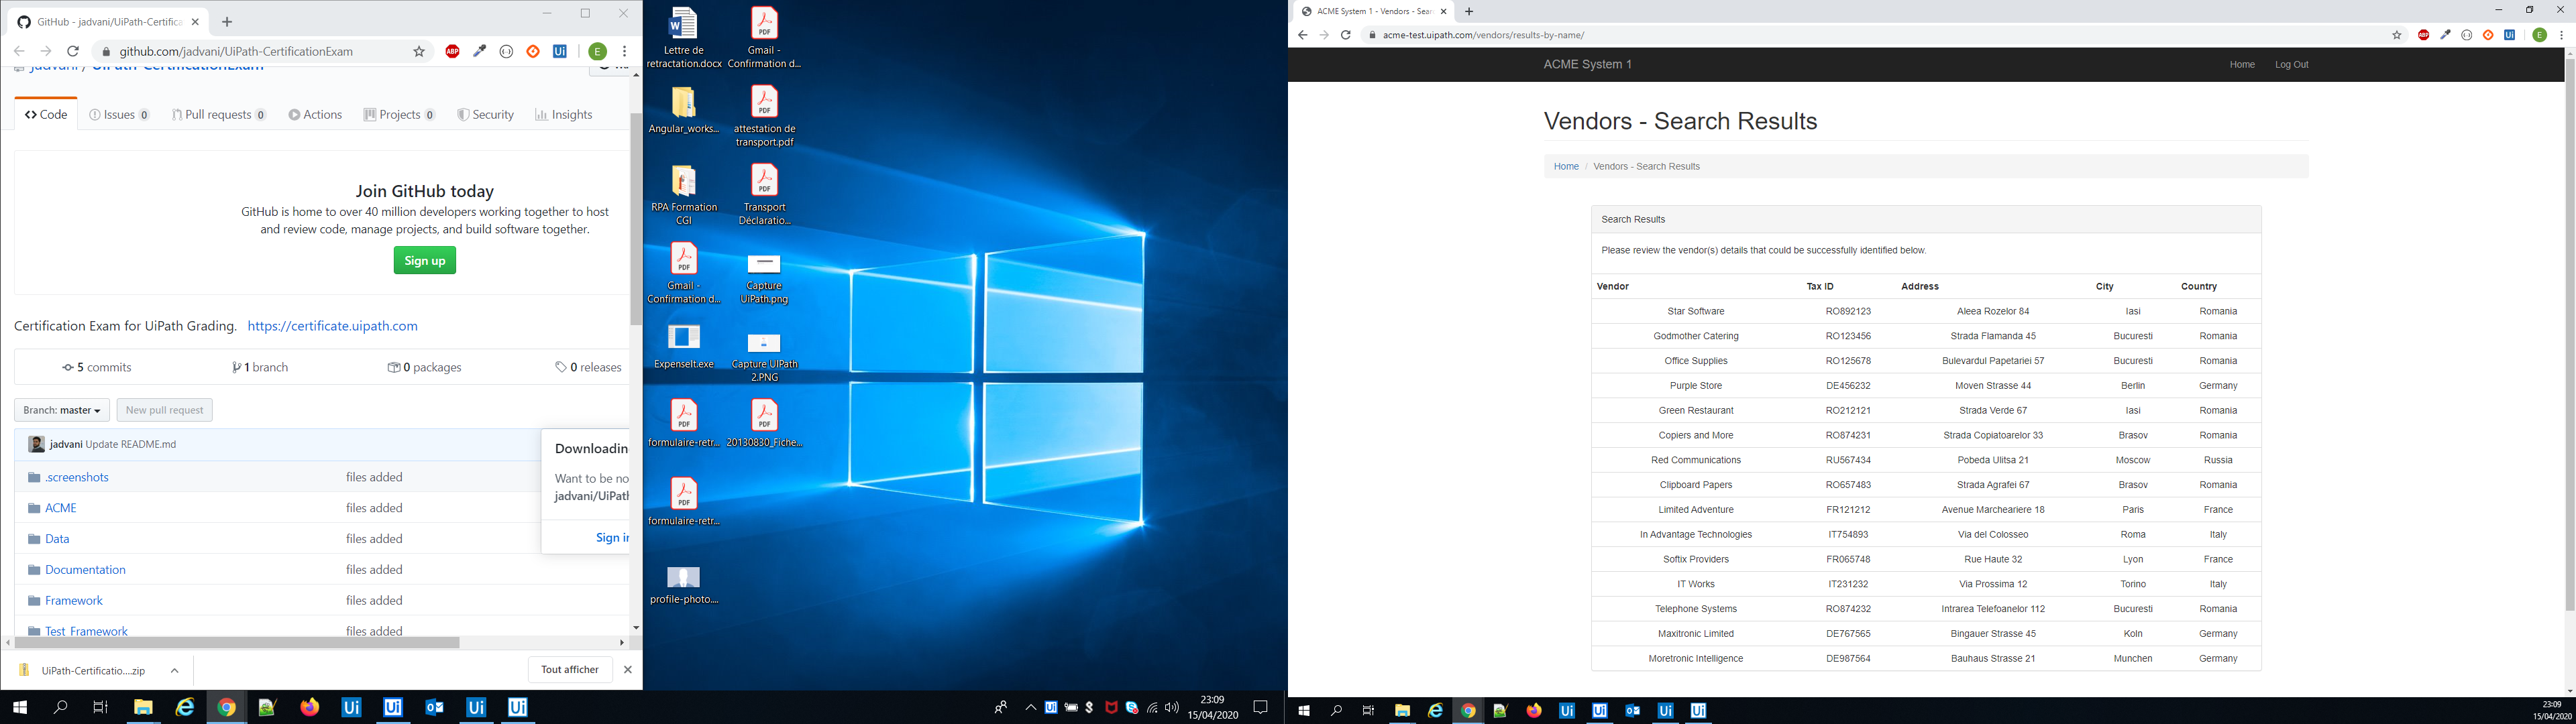 GitHub - jadvani/UiPath-Certifica
github.com/jadvani/UiPath-CertificationExam
jadvani / UiPath-CertificationExam
Code
Issues 0
Pull requests 0
Actions
Projects 0
Security
Insights
Join GitHub today
GitHub is home to over 40 million developers working together to host
and review code, manage projects, and build software together.
Sign up
Certification Exam for UiPath Grading. https://certificate.uipath.com
5 commits
1 branch
0 packages
0 releases
Branch: master
New pull request
jadvani Update README.md
Downloadin
Want to be no
jadvani/UiPath
Sign in
.screenshots files added
ACME files added
Data files added
Documentation files added
Framework files added
Test_Framework files added
UiPath-Certificatio....zip
Tout afficher
Lettre de
retractation.docx
Gmail -
Confirmation d...
Angular_works...
attestation de
transport.pdf
RPA Formation
CGI
Transport
Déclaratio...
Gmail -
Confirmation d...
Capture
UiPath.png
ExpenseIt.exe
Capture UIPath
2.PNG
formulaire-retr...
20130830_Fiche...
formulaire-retr...
profile-photo....
23:09
15/04/2020
ACME System 1 - Vendors - Sear
acme-test.uipath.com/vendors/results-by-name/
ACME System 1
Home
Log Out
Vendors - Search Results
Home / Vendors - Search Results
Search Results
Please review the vendor(s) details that could be successfully identified below.
Vendor Tax ID Address City Country
Star Software RO892123 Aleea Rozelor 84 Iasi Romania
Godmother Catering RO123456 Strada Flamanda 45 Bucuresti Romania
Office Supplies RO125678 Bulevardul Papetariei 57 Bucuresti Romania
Purple Store DE456232 Moven Strasse 44 Berlin Germany
Green Restaurant RO212121 Strada Verde 67 Iasi Romania
Copiers and More RO874231 Strada Copiatoarelor 33 Brasov Romania
Red Communications RU567434 Pobeda Ulitsa 21 Moscow Russia
Clipboard Papers RO657483 Strada Agrafei 67 Brasov Romania
Limited Adventure FR121212 Avenue Marcheariere 18 Paris France
In Advantage Technologies IT754893 Via del Colosseo Roma Italy
Softix Providers FR065748 Rue Haute 32 Lyon France
IT Works IT231232 Via Prossima 12 Torino Italy
Telephone Systems RO874232 Intrarea Telefoanelor 112 Bucuresti Romania
Maxitronic Limited DE767565 Bingauer Strasse 45 Koln Germany
Moretronic Intelligence DE987564 Bauhaus Strasse 21 Munchen Germany
23:09
15/04/2020